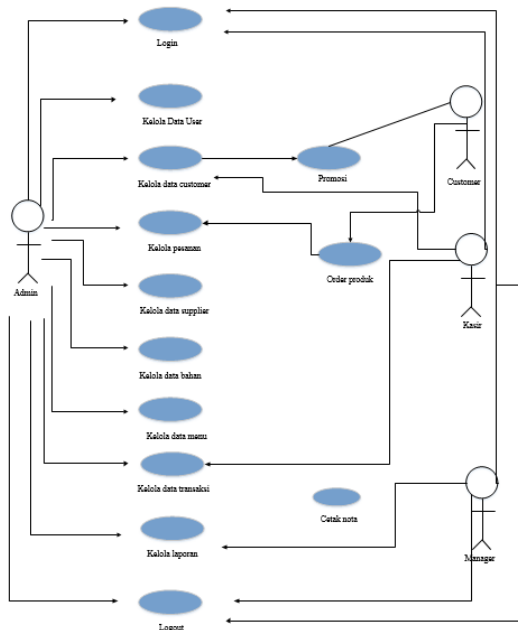 Login
Kelola Data User
Kelola data customer
Promosi
Customer
Kelola pesanan
Order produk
Admin
Kelola data supplier
Kasir
Kelola data bahan
Kelola data menu
Kelola data transaksi
Cetak nota
Kelola laporan
Manager
Logout